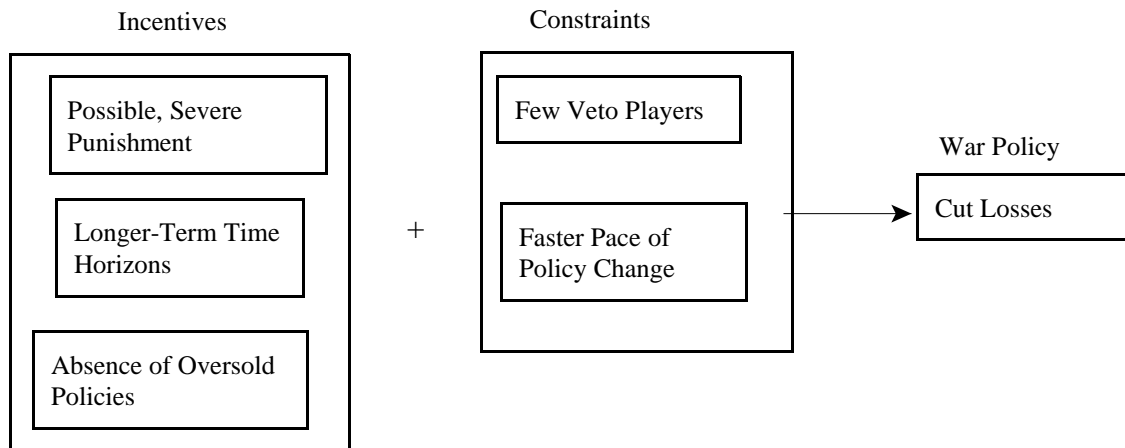 Incentives
Possible, Severe
Punishment
Longer-Term Time
Horizons
Absence of Oversold
Policies
+
Constraints
Few Veto Players
Faster Pace of
Policy Change
War Policy
Cut Losses